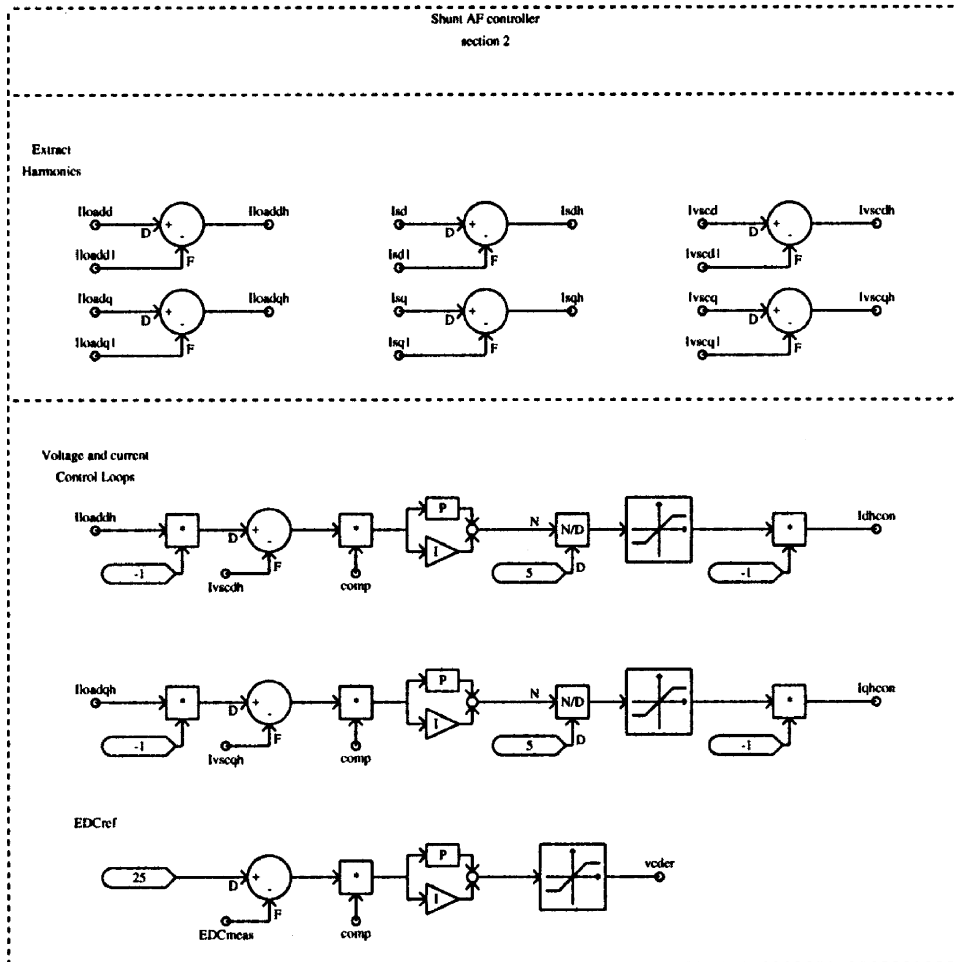 Shunt AF controller
section 2
Extract
Harmonics
Iloadd
Iloaddh
+
-
D
F
Iloadd1
Isd
Isdh
+
-
D
F
Isd1
Ivscd
Ivscdh
+
-
D
F
Ivscd1
Iloadq
Iloadqh
+
-
D
F
Iloadq1
Isq
Isqh
+
-
D
F
Isq1
Ivscq
Ivscqh
+
-
D
F
Ivscq1
Voltage and current
Control Loops
Iloaddh
*
D
+
-
F
*
P
I
N
N/D
D
*
Idhcon
-1
Ivscdh
comp
5
-1
Iloadqh
*
D
+
-
F
*
P
I
N
N/D
D
*
Iqhcon
-1
Ivscqh
comp
5
-1
EDCref
25
D
+
-
F
*
P
I
vcder
EDCmeas
comp